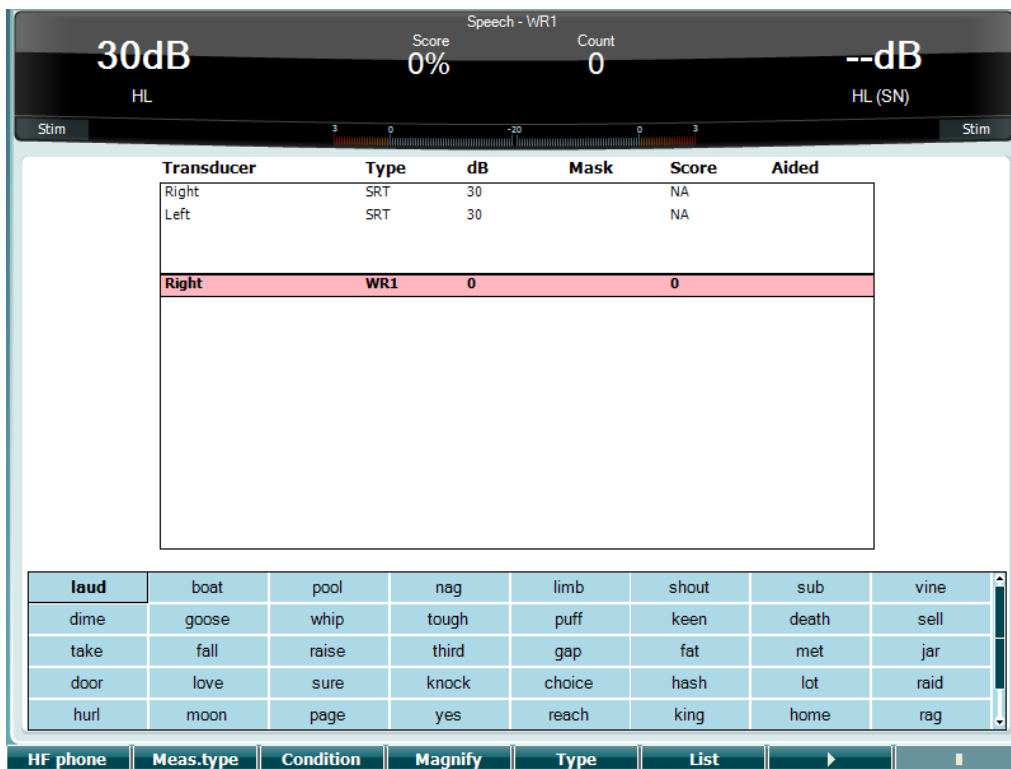 Speech - WR1
30dB Score Count --dB
0% 0
HL HL (SN)
Stim 3 0 -20 0 3 Stim
Transducer Type dB Mask Score Aided
Right SRT 30 NA
Left SRT 30 NA
Right WR1 0 0
laud boat pool nag limb shout sub vine
dime goose whip tough puff keen death sell
take fall raise third gap fat met jar
door love sure knock choice hash lot raid
hurl moon page yes reach king home rag
HF phone Meas.type Condition Magnify Type List